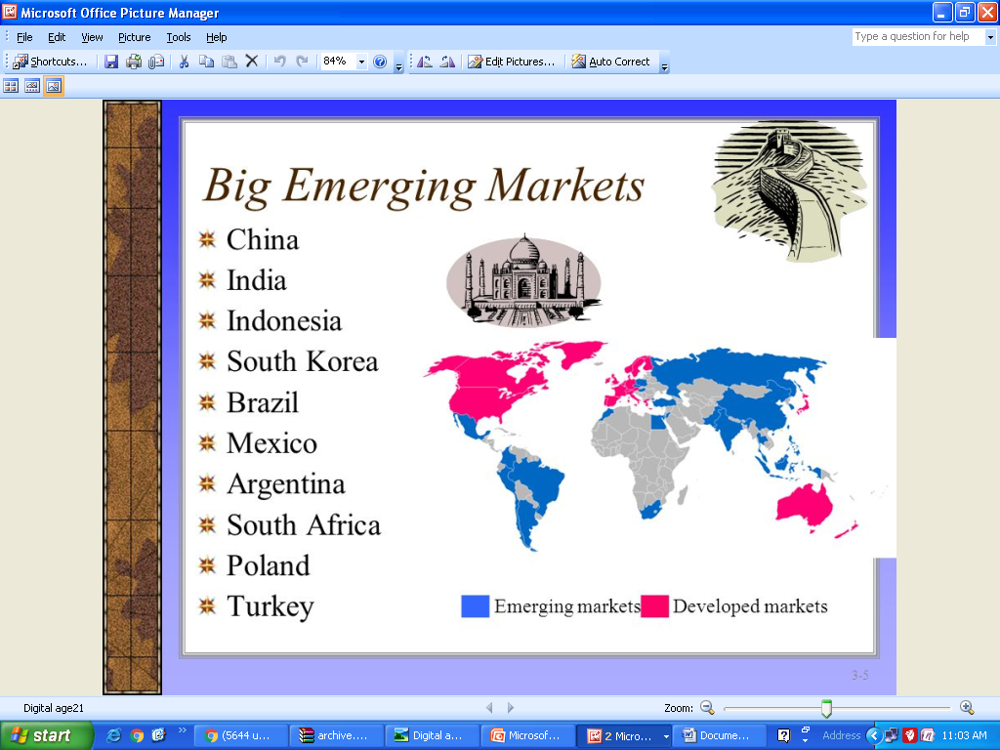 Microsoft Office Picture Manager
File Edit View Picture Tools Help
Type a question for help
Shortcuts... 84% Edit Pictures... Auto Correct
Big Emerging Markets
China
India
Indonesia
South Korea
Brazil
Mexico
Argentina
South Africa
Poland
Turkey
Emerging markets Developed markets
3-5
Digital age21 Zoom:
start (5644 u... archive.... Digital a... Microsof... 2 Micro... Docume... Address 11:03 AM